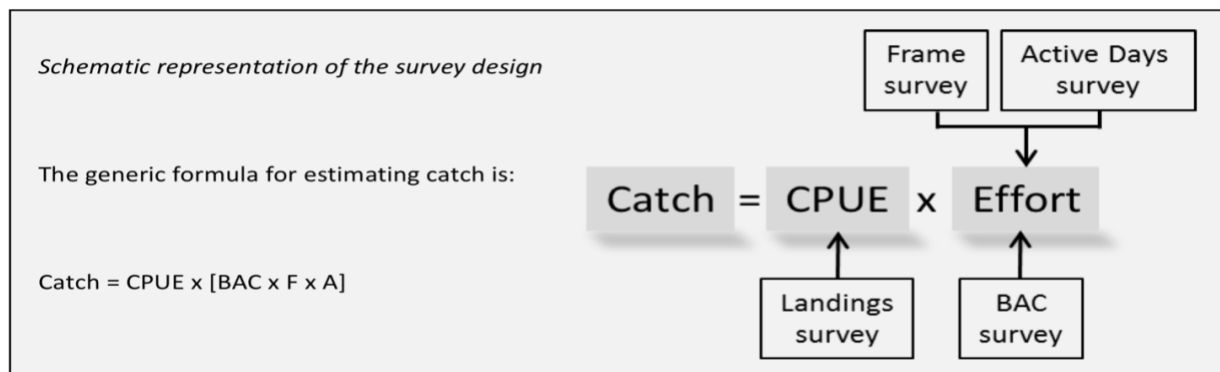 Schematic representation of the survey design
The generic formula for estimating catch is:
Catch = CPUE x [BAC x F x A]
Frame
survey
Active Days
survey
Catch = CPUE x Effort
Landings
survey
BAC
survey